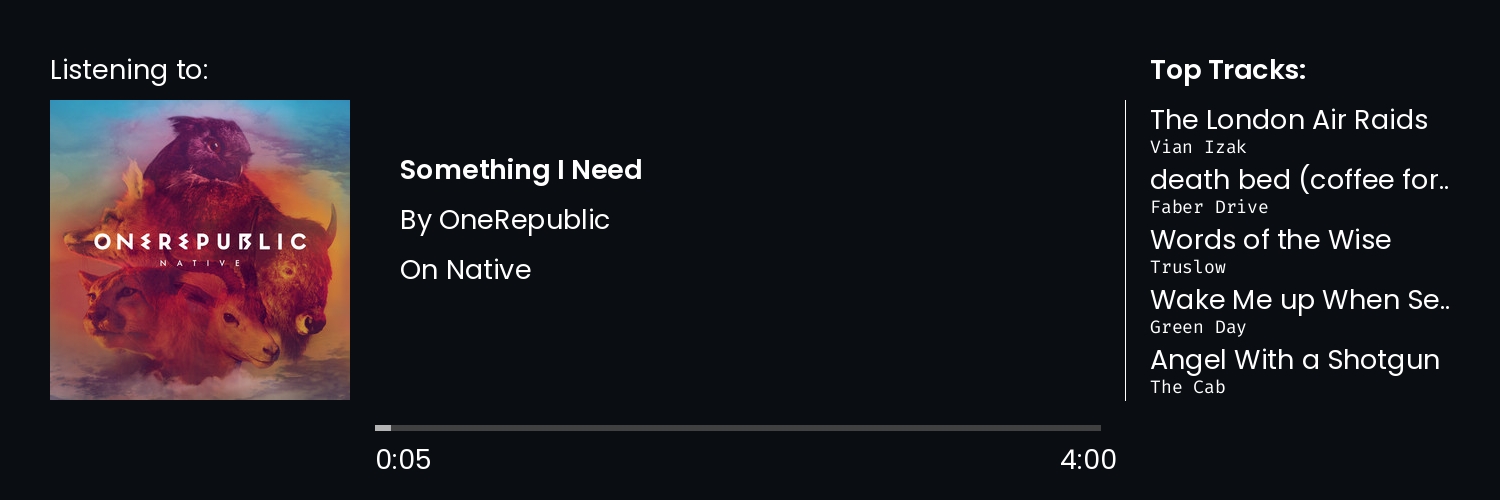 Listening to:
ONEREPUBLIC
NATIVE
Something I Need
By OneRepublic
On Native
0:05
4:00
Top Tracks:
The London Air Raids
Vian Izak
death bed (coffee for..
Faber Drive
Words of the Wise
Truslow
Wake Me up When Se..
Green Day
Angel With a Shotgun
The Cab